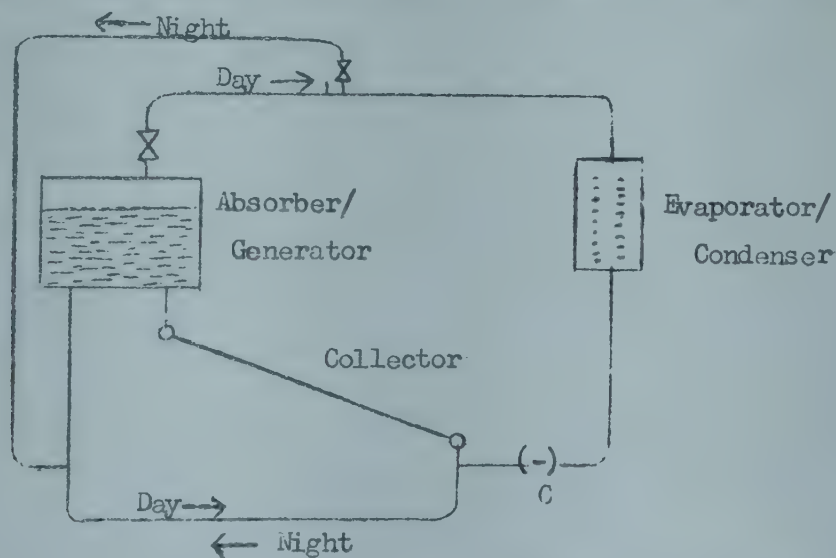 ← Night
Day →
Absorber/
Generator
Evaporator/
Condenser
Collector
(-)
C
Day →
← Night